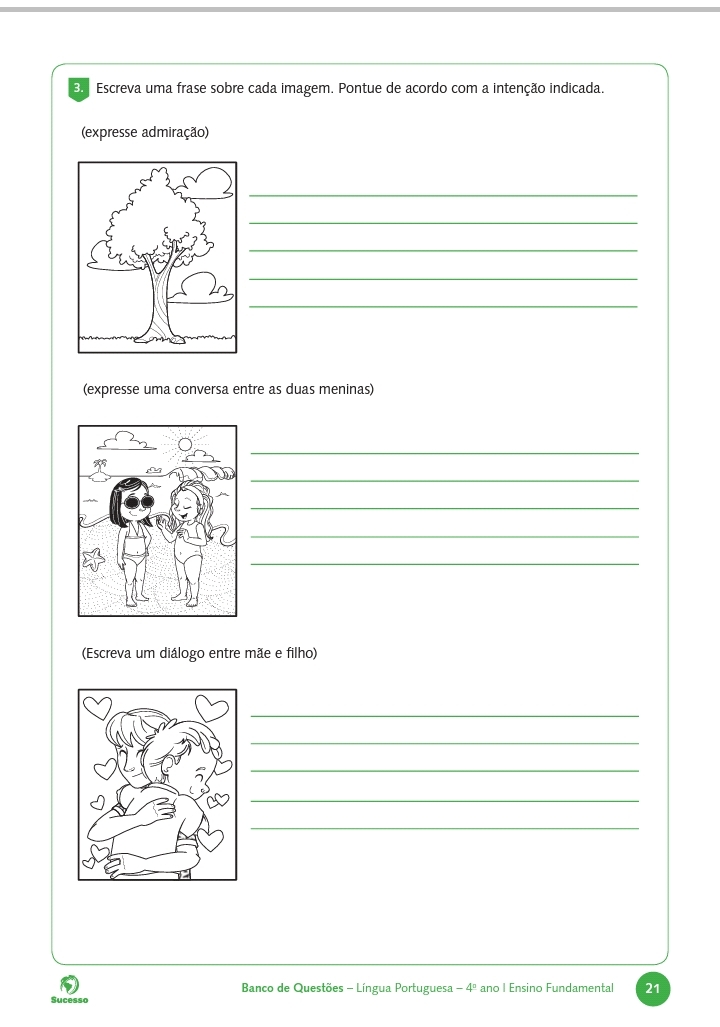 3. Escreva uma frase sobre cada imagem. Pontue de acordo com a intenção indicada.
(expresse admiração)
(expresse uma conversa entre as duas meninas)
(Escreva um diálogo entre mãe e filho)
Sucesso
Banco de Questões – Língua Portuguesa – 4º ano | Ensino Fundamental
21